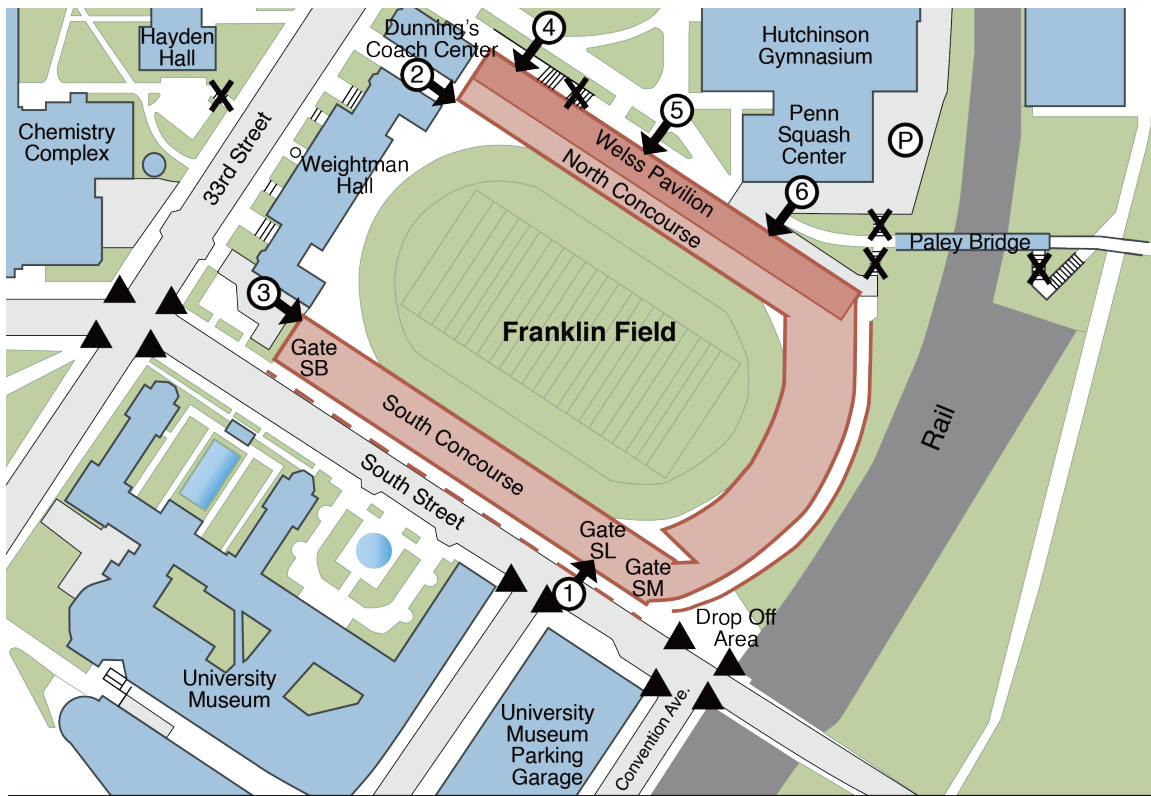 Dunning's
Coach Center
4
Hayden
Hall
Hutchinson
Gymnasium
2
5
Chemistry
Complex
Penn
Squash
Center
P
33rd Street
Weightman
Hall
Welss Pavilion
North Concourse
6
Paley Bridge
3
Franklin Field
Gate
SB
South Concourse
Rail
South Street
Gate
SL
Gate
SM
1
Drop Off
Area
University
Museum
University
Museum
Parking
Garage
Convention Ave.